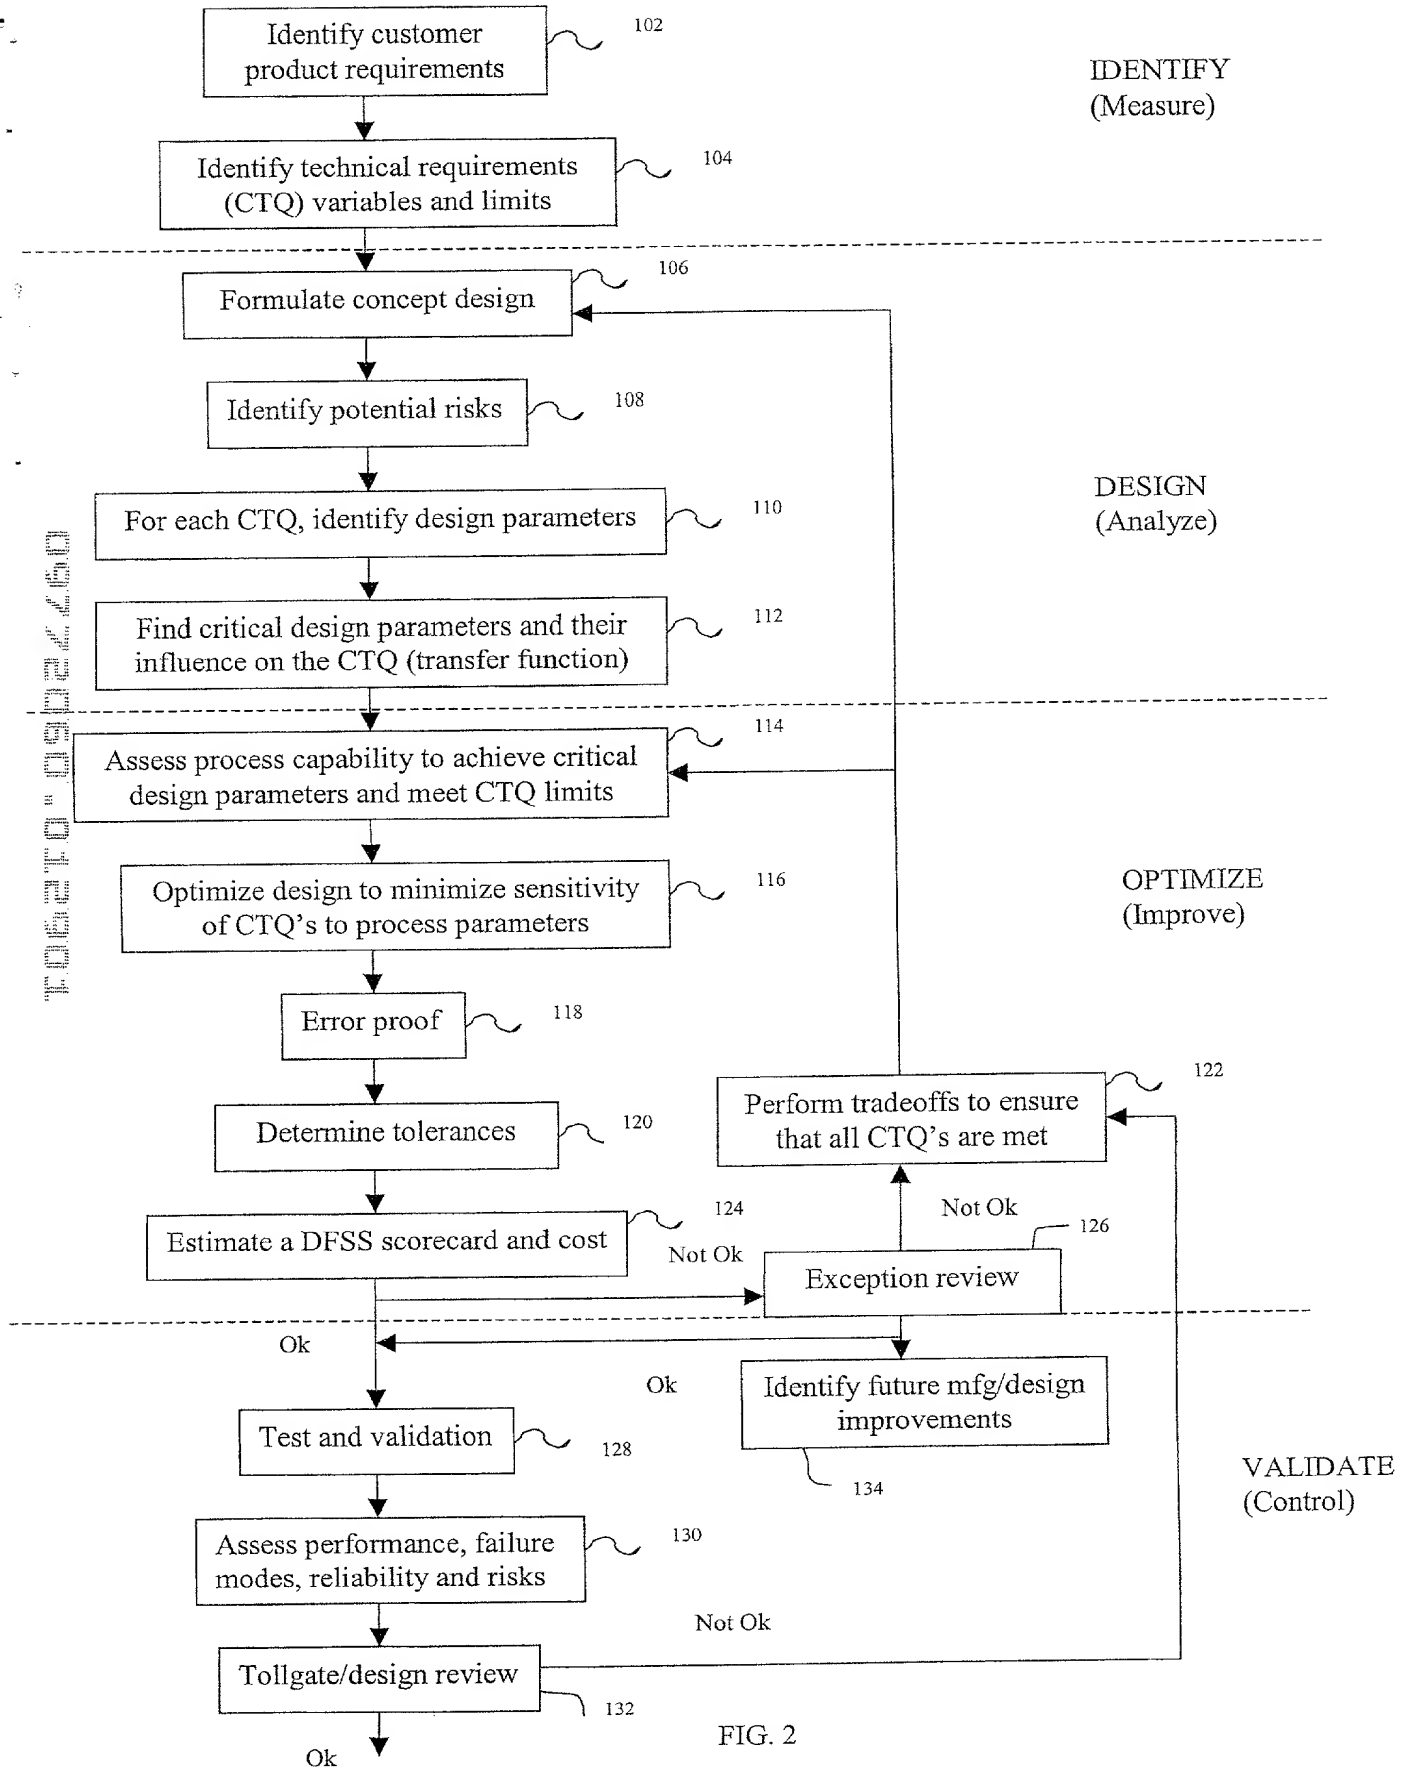 Identify customer
product requirements
102
IDENTIFY
(Measure)
Identify technical requirements
(CTQ) variables and limits
104
Formulate concept design
106
Identify potential risks
108
For each CTQ, identify design parameters
110
DESIGN
(Analyze)
Find critical design parameters and their
influence on the CTQ (transfer function)
112
Assess process capability to achieve critical
design parameters and meet CTQ limits
114
Optimize design to minimize sensitivity
of CTQ's to process parameters
116
OPTIMIZE
(Improve)
Error proof
118
Perform tradeoffs to ensure
that all CTQ's are met
122
Determine tolerances
120
Estimate a DFSS scorecard and cost
124
Not Ok
Not Ok
126
Exception review
Ok
Ok
Identify future mfg/design
improvements
134
Test and validation
128
VALIDATE
(Control)
Assess performance, failure
modes, reliability and risks
130
Not Ok
Tollgate/design review
132
Ok
FIG. 2